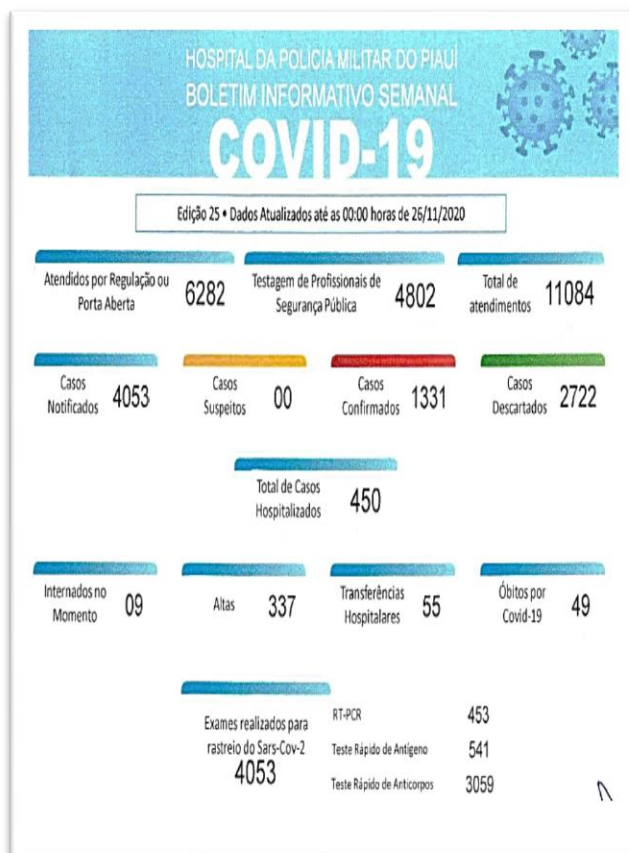 HOSPITAL DA POLÍCIA MILITAR DO PIAUÍ
BOLETIM INFORMATIVO SEMANAL
COVID-19
Edição 25 • Dados Atualizados até as 00:00 horas de 26/11/2020
Atendidos por Regulação ou
Porta Aberta
6282
Testagem de Profissionais de
Segurança Pública
4802
Total de
atendimentos
11084
Casos
Notificados
4053
Casos
Suspeitos
00
Casos
Confirmados
1331
Casos
Descartados
2722
Total de Casos
Hospitalizados
450
Internados no
Momento
09
Altas
337
Transferências
Hospitalares
55
Óbitos por
Covid-19
49
Exames realizados para
rastreio do Sars-Cov-2
4053
RT-PCR 453
Teste Rápido de Antígeno 541
Teste Rápido de Anticorpos 3059